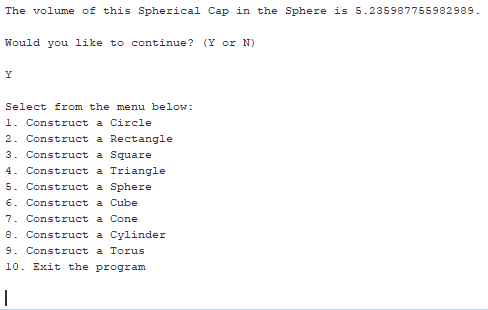 The volume of this Spherical Cap in the Sphere is 5.235987755982989.
Would you like to continue? (Y or N)
Y
Select from the menu below:
1. Construct a Circle
2. Construct a Rectangle
3. Construct a Square
4. Construct a Triangle
5. Construct a Sphere
6. Construct a Cube
7. Construct a Cone
8. Construct a Cylinder
9. Construct a Torus
10. Exit the program